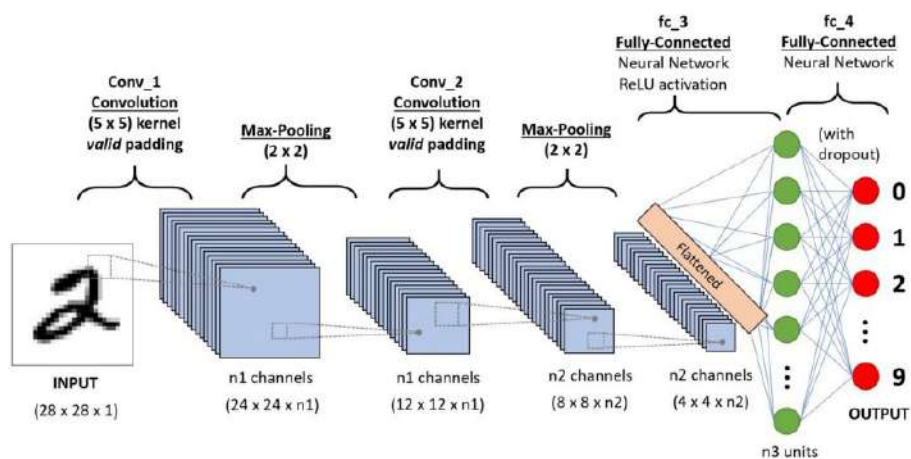 Conv_1
Convolution
(5 x 5) kernel
valid padding
Max-Pooling
(2 x 2)
Conv_2
Convolution
(5 x 5) kernel
valid padding
Max-Pooling
(2 x 2)
fc_3
Fully-Connected
Neural Network
ReLU activation
fc_4
Fully-Connected
Neural Network
(with
dropout)
Flattened
0
1
2
9
OUTPUT
2
INPUT
(28 x 28 x 1)
n1 channels
(24 x 24 x n1)
n1 channels
(12 x 12 x n1)
n2 channels
(8 x 8 x n2)
n2 channels
(4 x 4 x n2)
n3 units